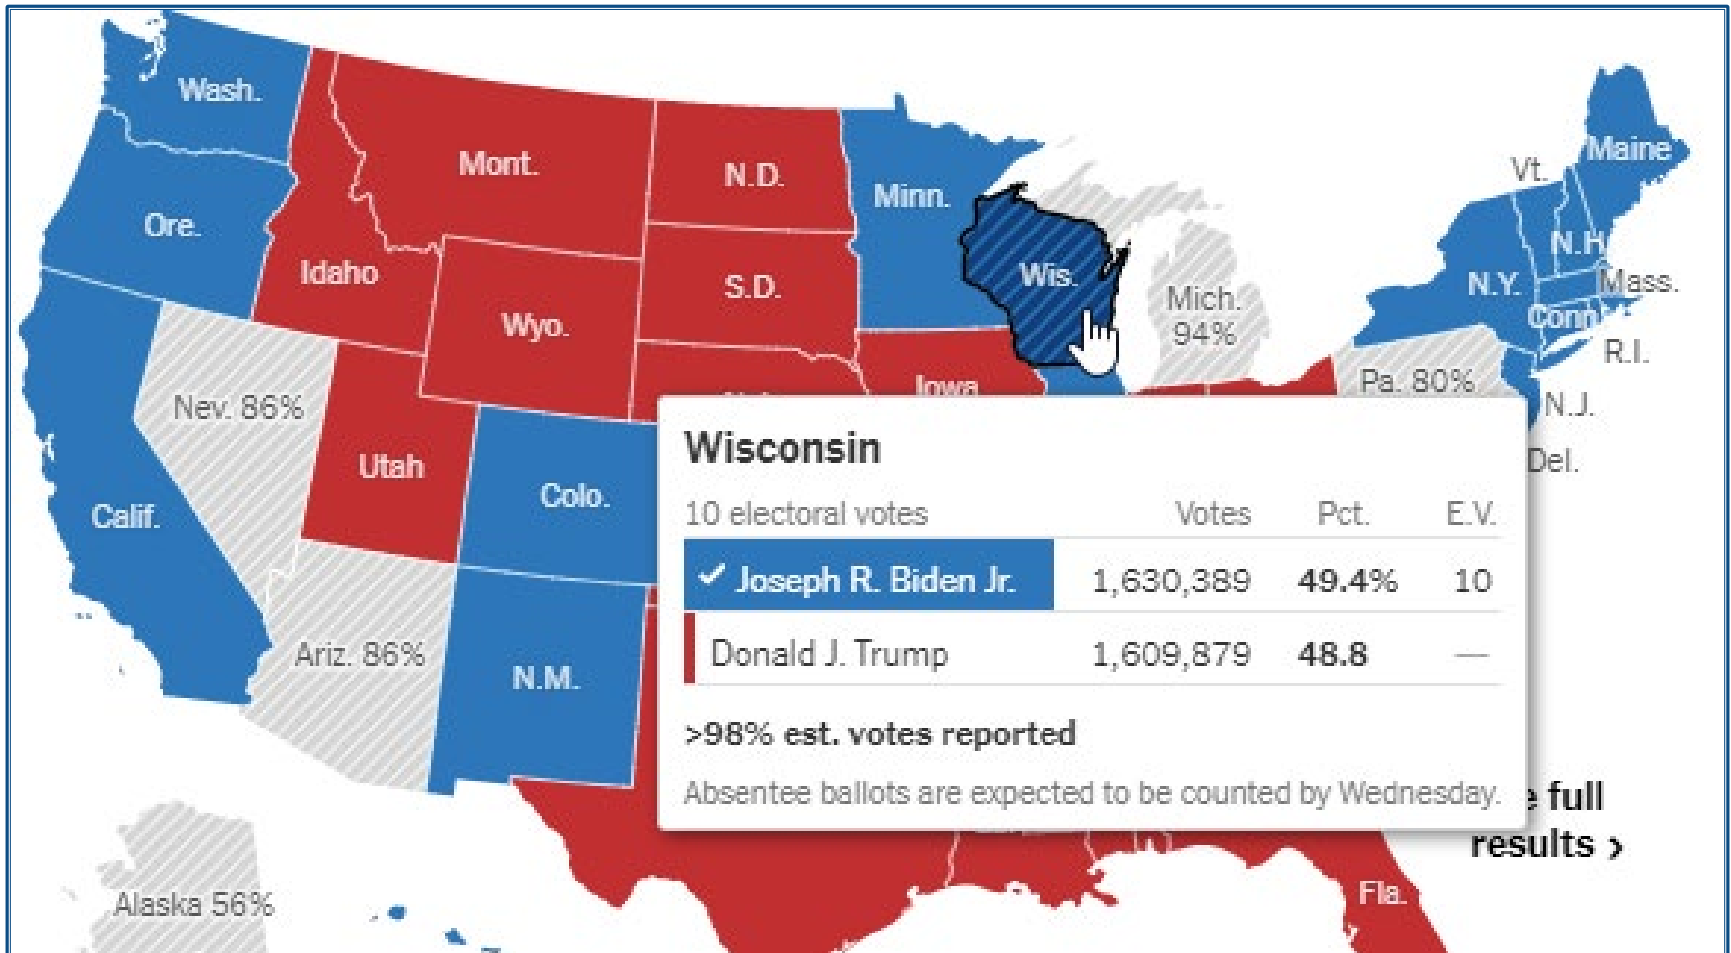 Wash.
Mont.
N.D.
Minn.
Vt.
Maine
Ore.
Idaho
S.D.
Wis.
Mich.
94%
N.Y.
N.H.
Mass.
Conn.
R.I.
Wyo.
Nev. 86%
Iowa
Pa. 80%
N.J.
Utah
Colo.
Calif.
Del.
Wisconsin
10 electoral votes Votes Pct. E.V.
✓ Joseph R. Biden Jr. 1,630,389 49.4% 10
Donald J. Trump 1,609,879 48.8 —
>98% est. votes reported
Absentee ballots are expected to be counted by Wednesday.
Ariz. 86%
N.M.
full
results ›
Alaska 56%
Fla.